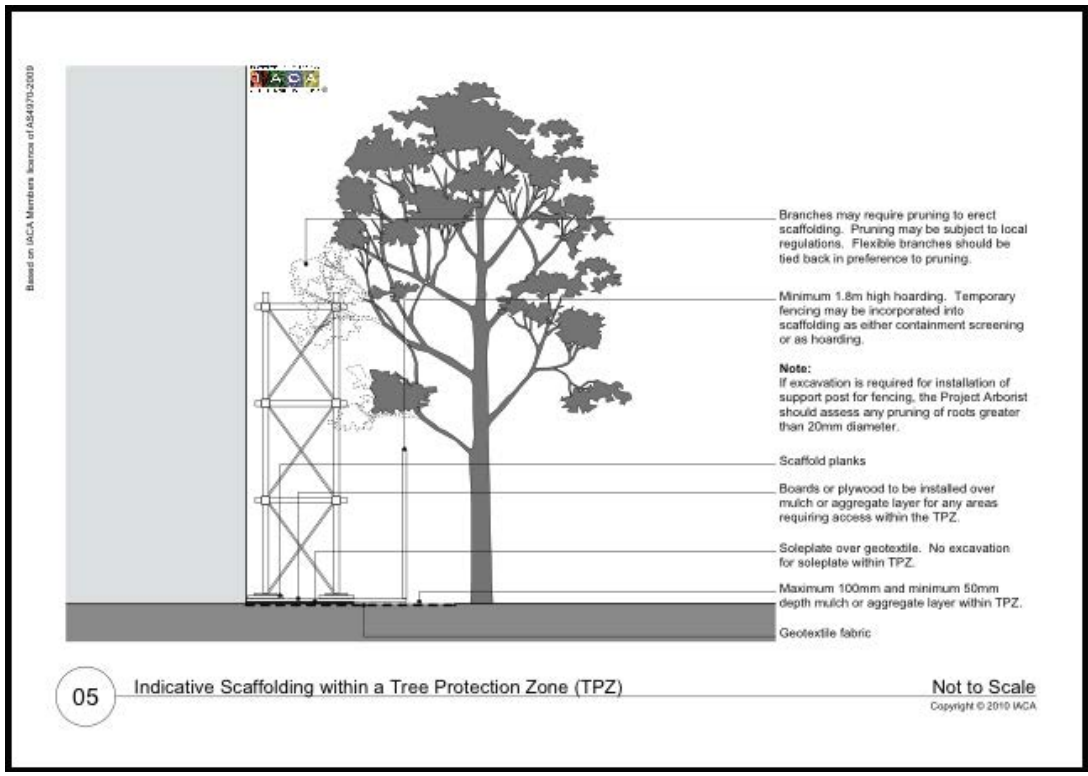 Based on IACA Members licence of AS4970-2009
IACA
Branches may require pruning to erect
scaffolding. Pruning may be subject to local
regulations. Flexible branches should be
tied back in preference to pruning.
Minimum 1.8m high hoarding. Temporary
fencing may be incorporated into
scaffolding as either containment screening
or as hoarding.
Note:
If excavation is required for installation of
support post for fencing, the Project Arborist
should assess any pruning of roots greater
than 20mm diameter.
Scaffold planks
Boards or plywood to be installed over
mulch or aggregate layer for any areas
requiring access within the TPZ.
Soleplate over geotextile. No excavation
for soleplate within TPZ.
Maximum 100mm and minimum 50mm
depth mulch or aggregate layer within TPZ.
Geotextile fabric
05
Indicative Scaffolding within a Tree Protection Zone (TPZ)
Not to Scale
Copyright © 2010 IACA